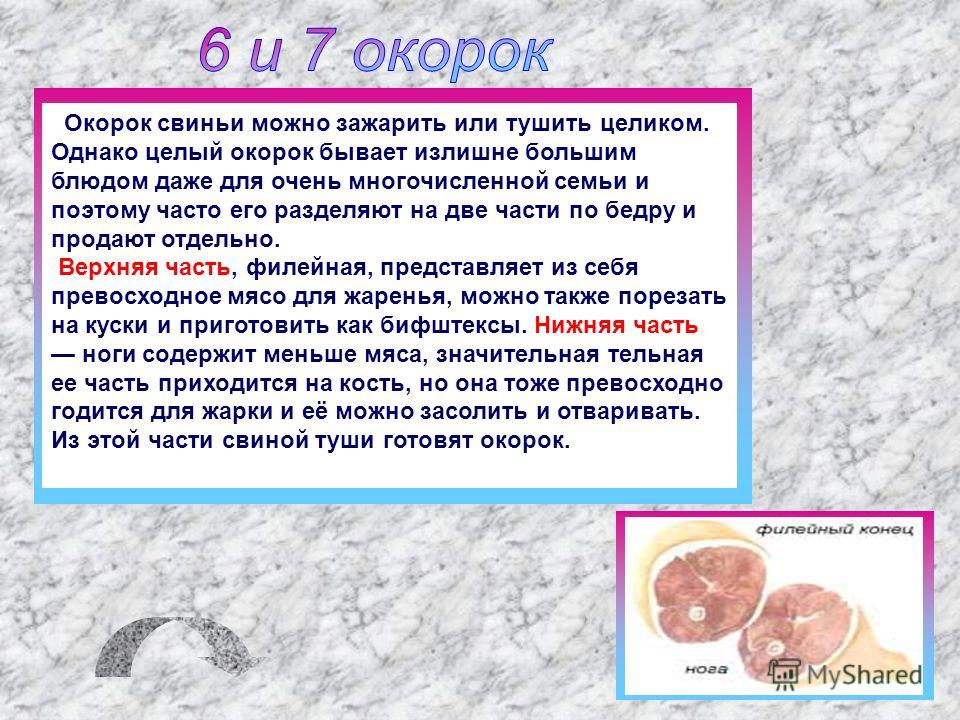 6 и 7 окорок
Окорок свиньи можно зажарить или тушить целиком.
Однако целый окорок бывает излишне большим
блюдом даже для очень многочисленной семьи и
поэтому часто его разделяют на две части по бедру и
продают отдельно.
Верхняя часть, филейная, представляет из себя
превосходное мясо для жаренья, можно также порезать
на куски и приготовить как бифштексы. Нижняя часть
— ноги содержит меньше мяса, значительная тельная
ее часть приходится на кость, но она тоже превосходно
годится для жарки и её можно засолить и отваривать.
Из этой части свиной туши готовят окорок.
филейный конец
нога
MyShared